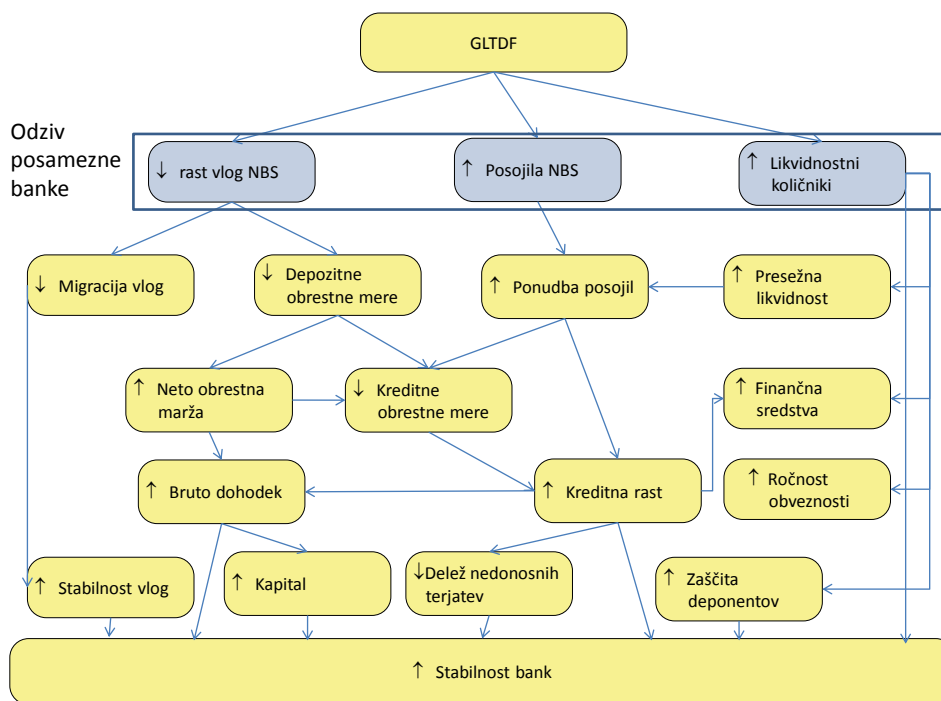 GLTDF
Odziv
posamezne
banke
↓ rast vlog NBS
↑ Posojila NBS
↑ Likvidnostni
količniki
↓ Migracija vlog
↓ Depozitne
obrestne mere
↑ Ponudba posojil
↑ Presežna
likvidnost
↑ Neto obrestna
marža
↓ Kreditne
obrestne mere
↑ Finančna
sredstva
↑ Bruto dohodek
↑ Kreditna rast
↑ Ročnost
obveznosti
↑ Stabilnost vlog
↑ Kapital
↓ Delež nedonosnih
terjatev
↑ Zaščita
deponentov
↑ Stabilnost bank